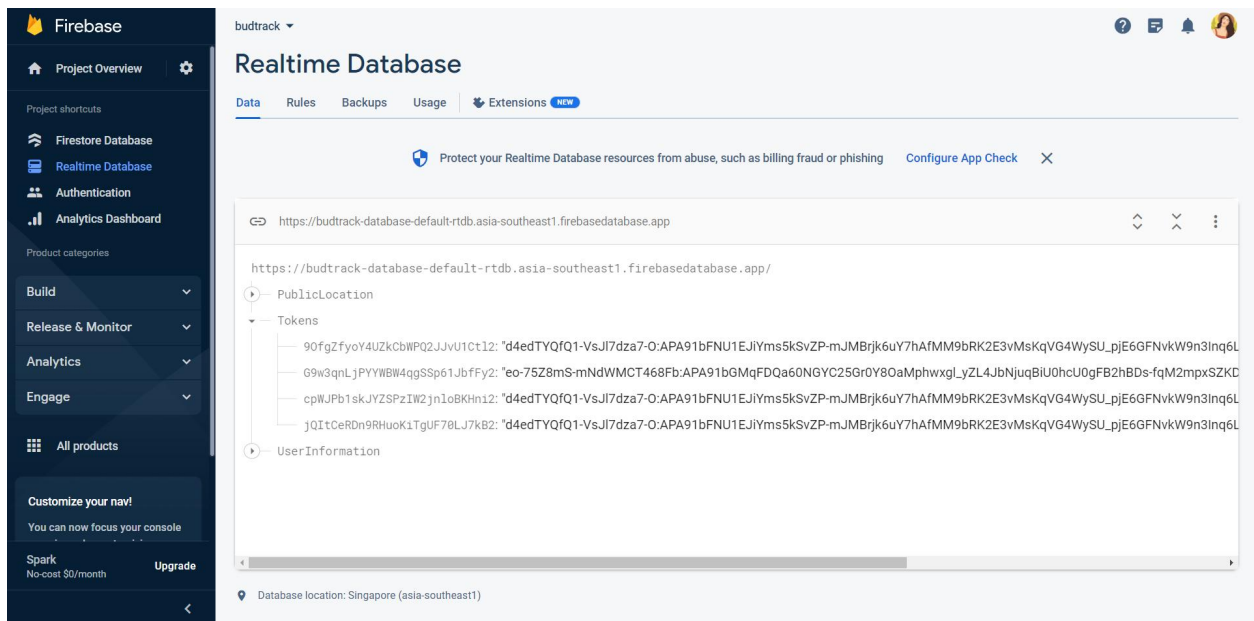 Firebase
Project Overview
Project shortcuts
Firestore Database
Realtime Database
Authentication
Analytics Dashboard
Product categories
Build
Release & Monitor
Analytics
Engage
All products
Customize your nav!
You can now focus your console
Spark
No-cost $0/month
Upgrade
budtrack
Realtime Database
Data Rules Backups Usage Extensions NEW
Protect your Realtime Database resources from abuse, such as billing fraud or phishing Configure App Check
https://budtrack-database-default-rtdb.asia-southeast1.firebasedatabase.app
https://budtrack-database-default-rtdb.asia-southeast1.firebasedatabase.app/
PublicLocation
Tokens
9OfgZfyoY4UZkCbWPQ2JJvU1Ctl2: "d4edTYQfQ1-VsJl7dza7-O:APA91bFNU1EJiYms5kSvZP-mJMBrjk6uY7hAfMM9bRK2E3vMsKqVG4WySU_pjE6GFNvkW9n3Inq6L
G9w3qnLjPYYWBW4qgSSp61JbfFy2: "eo-75Z8mS-mNdWMCT468Fb:APA91bGMqFDQa60NGYC25Gr0Y8OaMphwxgl_yZL4JbNjuqBiU0hcU0gFB2hBDs-fqM2mpxSZKD
cpWJPb1skJYZSPzIW2jnloBKHni2: "d4edTYQfQ1-VsJl7dza7-O:APA91bFNU1EJiYms5kSvZP-mJMBrjk6uY7hAfMM9bRK2E3vMsKqVG4WySU_pjE6GFNvkW9n3Inq6L
jQItCeRDn9RHuoKiTgUF70LJ7kB2: "d4edTYQfQ1-VsJl7dza7-O:APA91bFNU1EJiYms5kSvZP-mJMBrjk6uY7hAfMM9bRK2E3vMsKqVG4WySU_pjE6GFNvkW9n3Inq6L
UserInformation
Database location: Singapore (asia-southeast1)